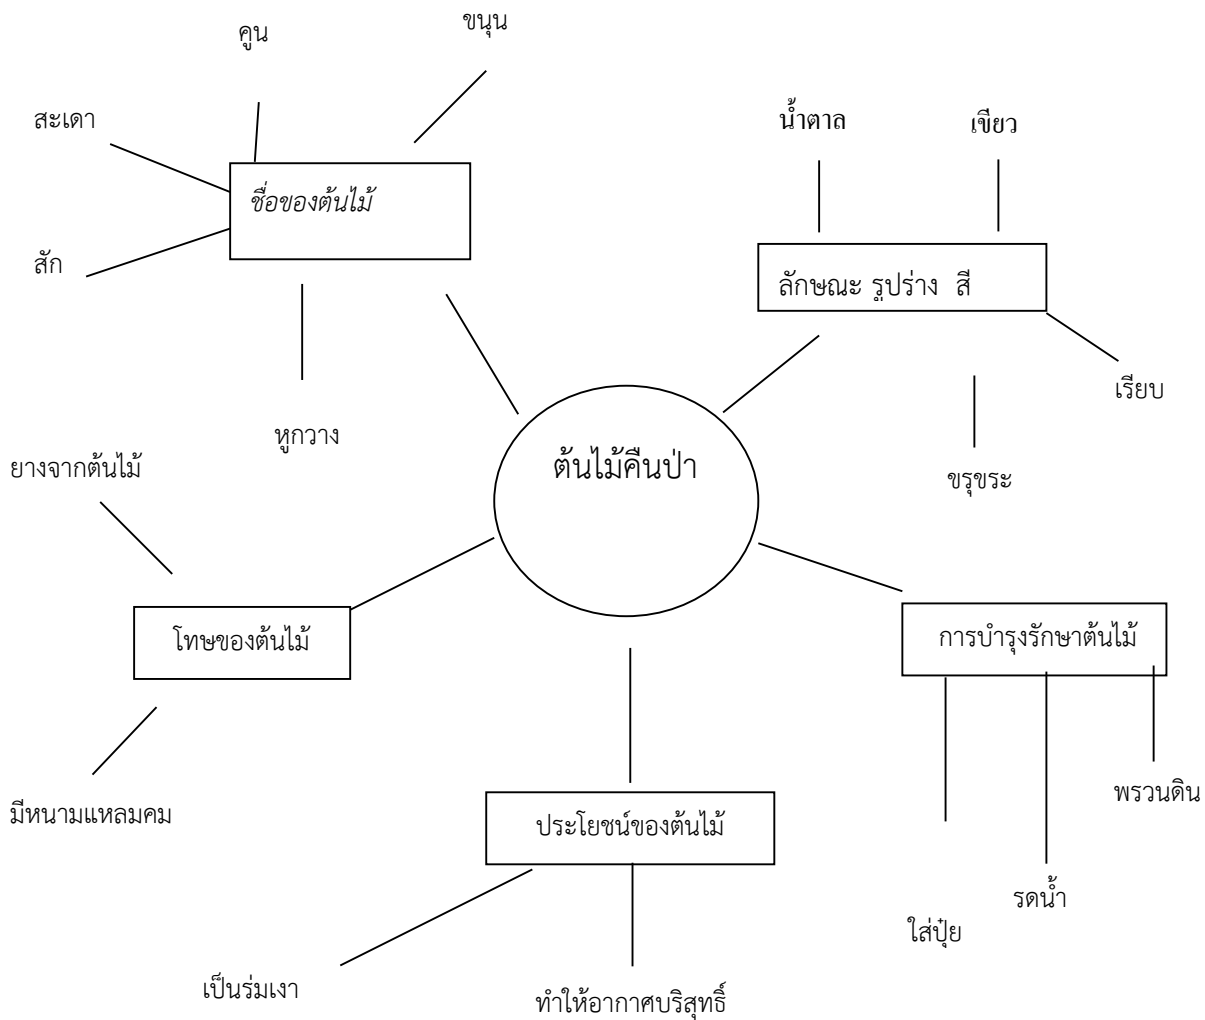 คูน
ขนุน
สะเดา
น้ำตาล
เขียว
ชื่อของต้นไม้
สัก
ลักษณะ รูปร่าง  สี
เรียบ
หูกวาง
ยางจากต้นไม้
ต้นไม้คืนป่า
ขรุขระ
โทษของต้นไม้
การบำรุงรักษาต้นไม้
มีหนามแหลมคม
ประโยชน์ของต้นไม้
พรวนดิน
รดน้ำ
ใส่ปุ๋ย
เป็นร่มเงา
ทำให้อากาศบริสุทธิ์